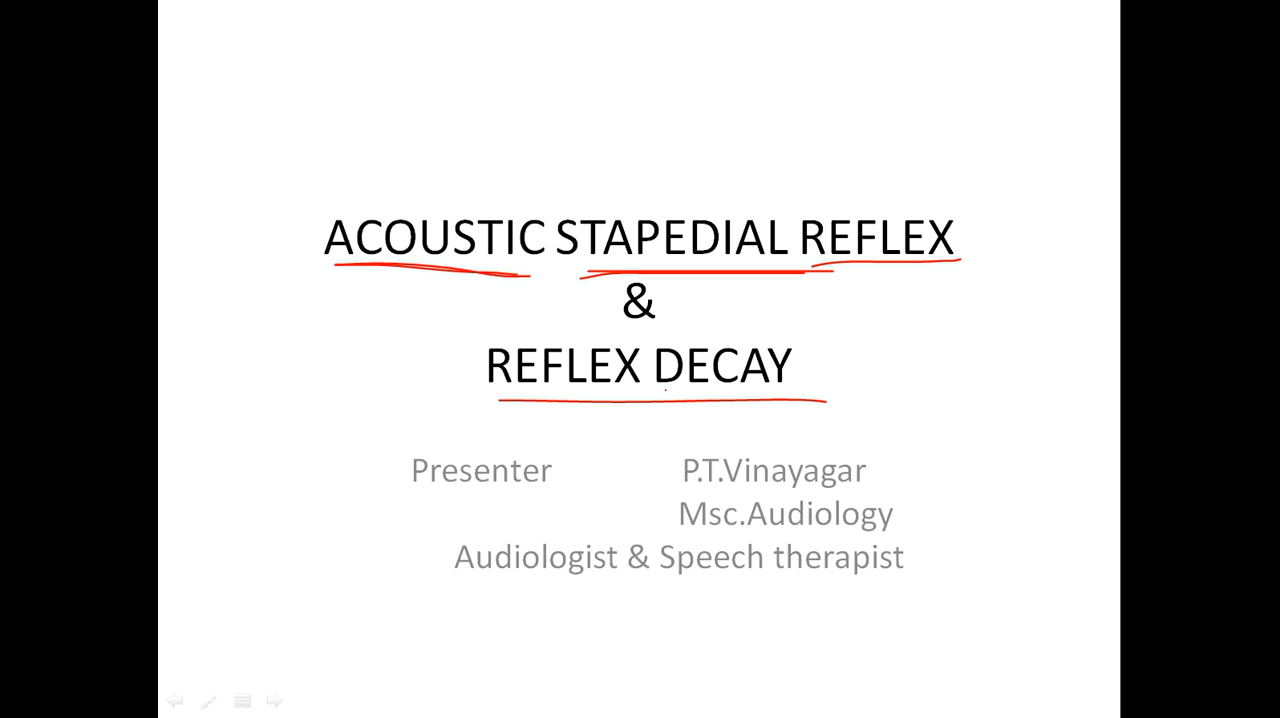 ACOUSTIC STAPEDIAL REFLEX
&
REFLEX DECAY
Presenter P.T.Vinayagar
Msc.Audiology
Audiologist & Speech therapist